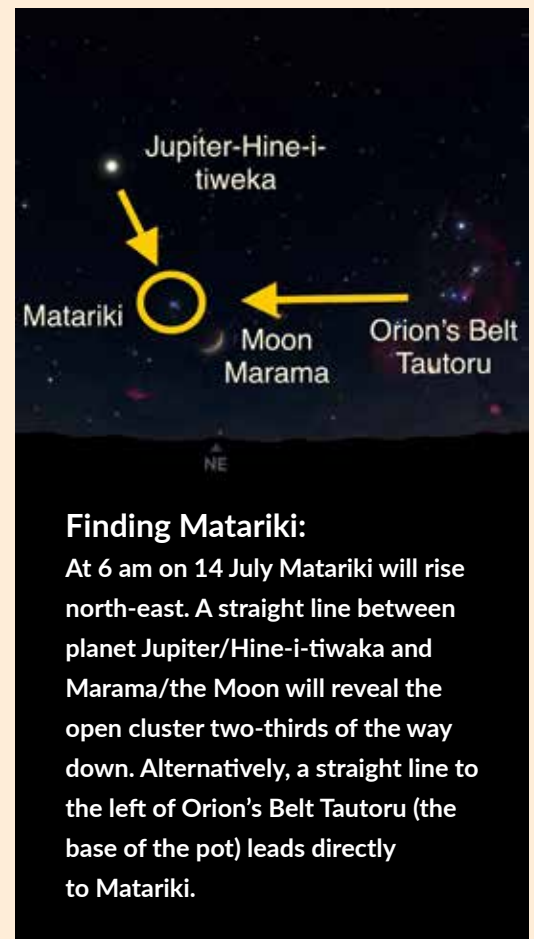 Jupiter-Hine-i-
tiweka
Matariki
Moon
Marama
Orion's Belt
Tautoru
NE
Finding Matariki:
At 6 am on 14 July Matariki will rise
north-east. A straight line between
planet Jupiter/Hine-i-tiwaka and
Marama/the Moon will reveal the
open cluster two-thirds of the way
down. Alternatively, a straight line to
the left of Orion's Belt Tautoru (the
base of the pot) leads directly
to Matariki.